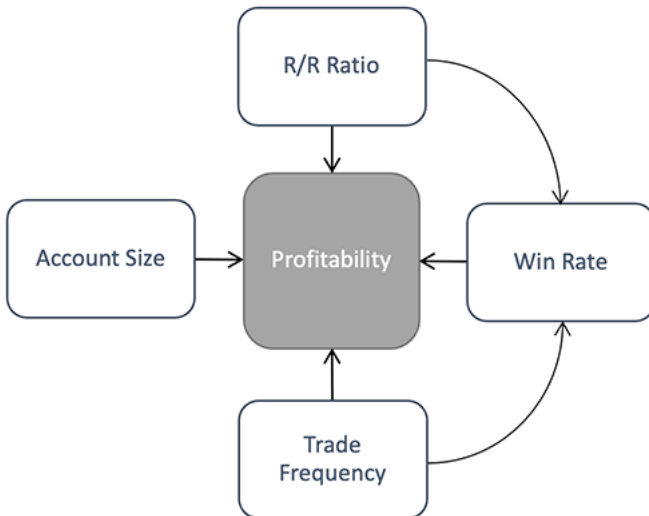 R/R Ratio
Account Size
Profitability
Win Rate
Trade
Frequency